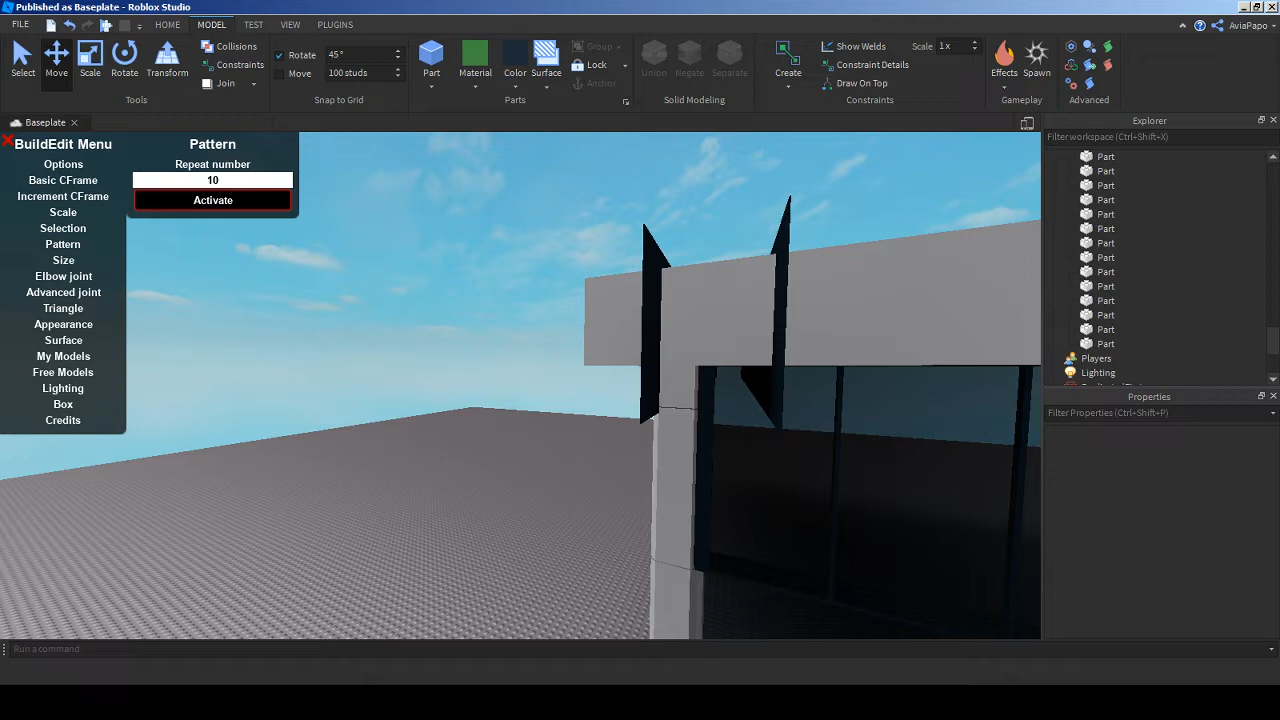 Published as Baseplate - Roblox Studio
FILE HOME MODEL TEST VIEW PLUGINS AviaPapo
Select Move Scale Rotate Transform
Collisions
Constraints
Join
Tools
Rotate 45°
Move 100 studs
Snap to Grid
Part Material Color Surface
Group
Lock
Anchor
Parts
Union Negate Separate
Solid Modeling
Create
Show Welds Scale 1x
Constraint Details
Draw On Top
Constraints
Effects Spawn
Gameplay
Advanced
Baseplate
BuildEdit Menu
Options
Basic CFrame
Increment CFrame
Scale
Selection
Pattern
Size
Elbow joint
Advanced joint
Triangle
Appearance
Surface
My Models
Free Models
Lighting
Box
Credits
Pattern
Repeat number
10
Activate
Explorer
Filter workspace (Ctrl+Shift+X)
Part
Part
Part
Part
Part
Part
Part
Part
Part
Part
Part
Part
Part
Part
Players
Lighting
Properties
Filter Properties (Ctrl+Shift+P)
Run a command